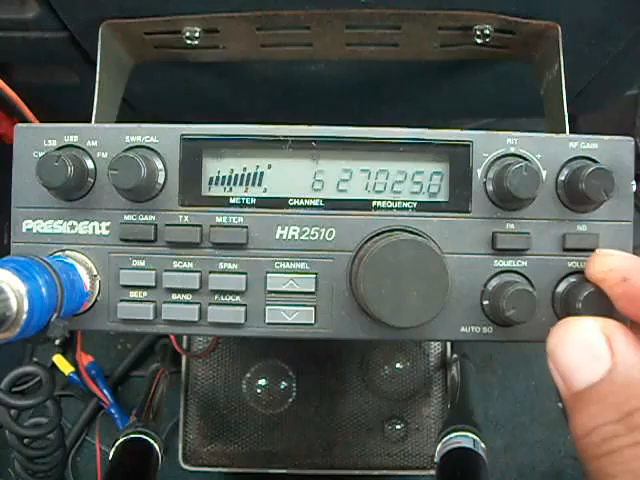 LSB USB AM
CW FM
SWR/CAL
RIT
RF GAIN
6 27.025.0
METER CHANNEL FREQUENCY
PRESIDENT
MIC GAIN TX METER
HR2510
PA NB
DIM SCAN SPAN CHANNEL
SQUELCH
BEEP BAND F.LOCK
AUTO SQ